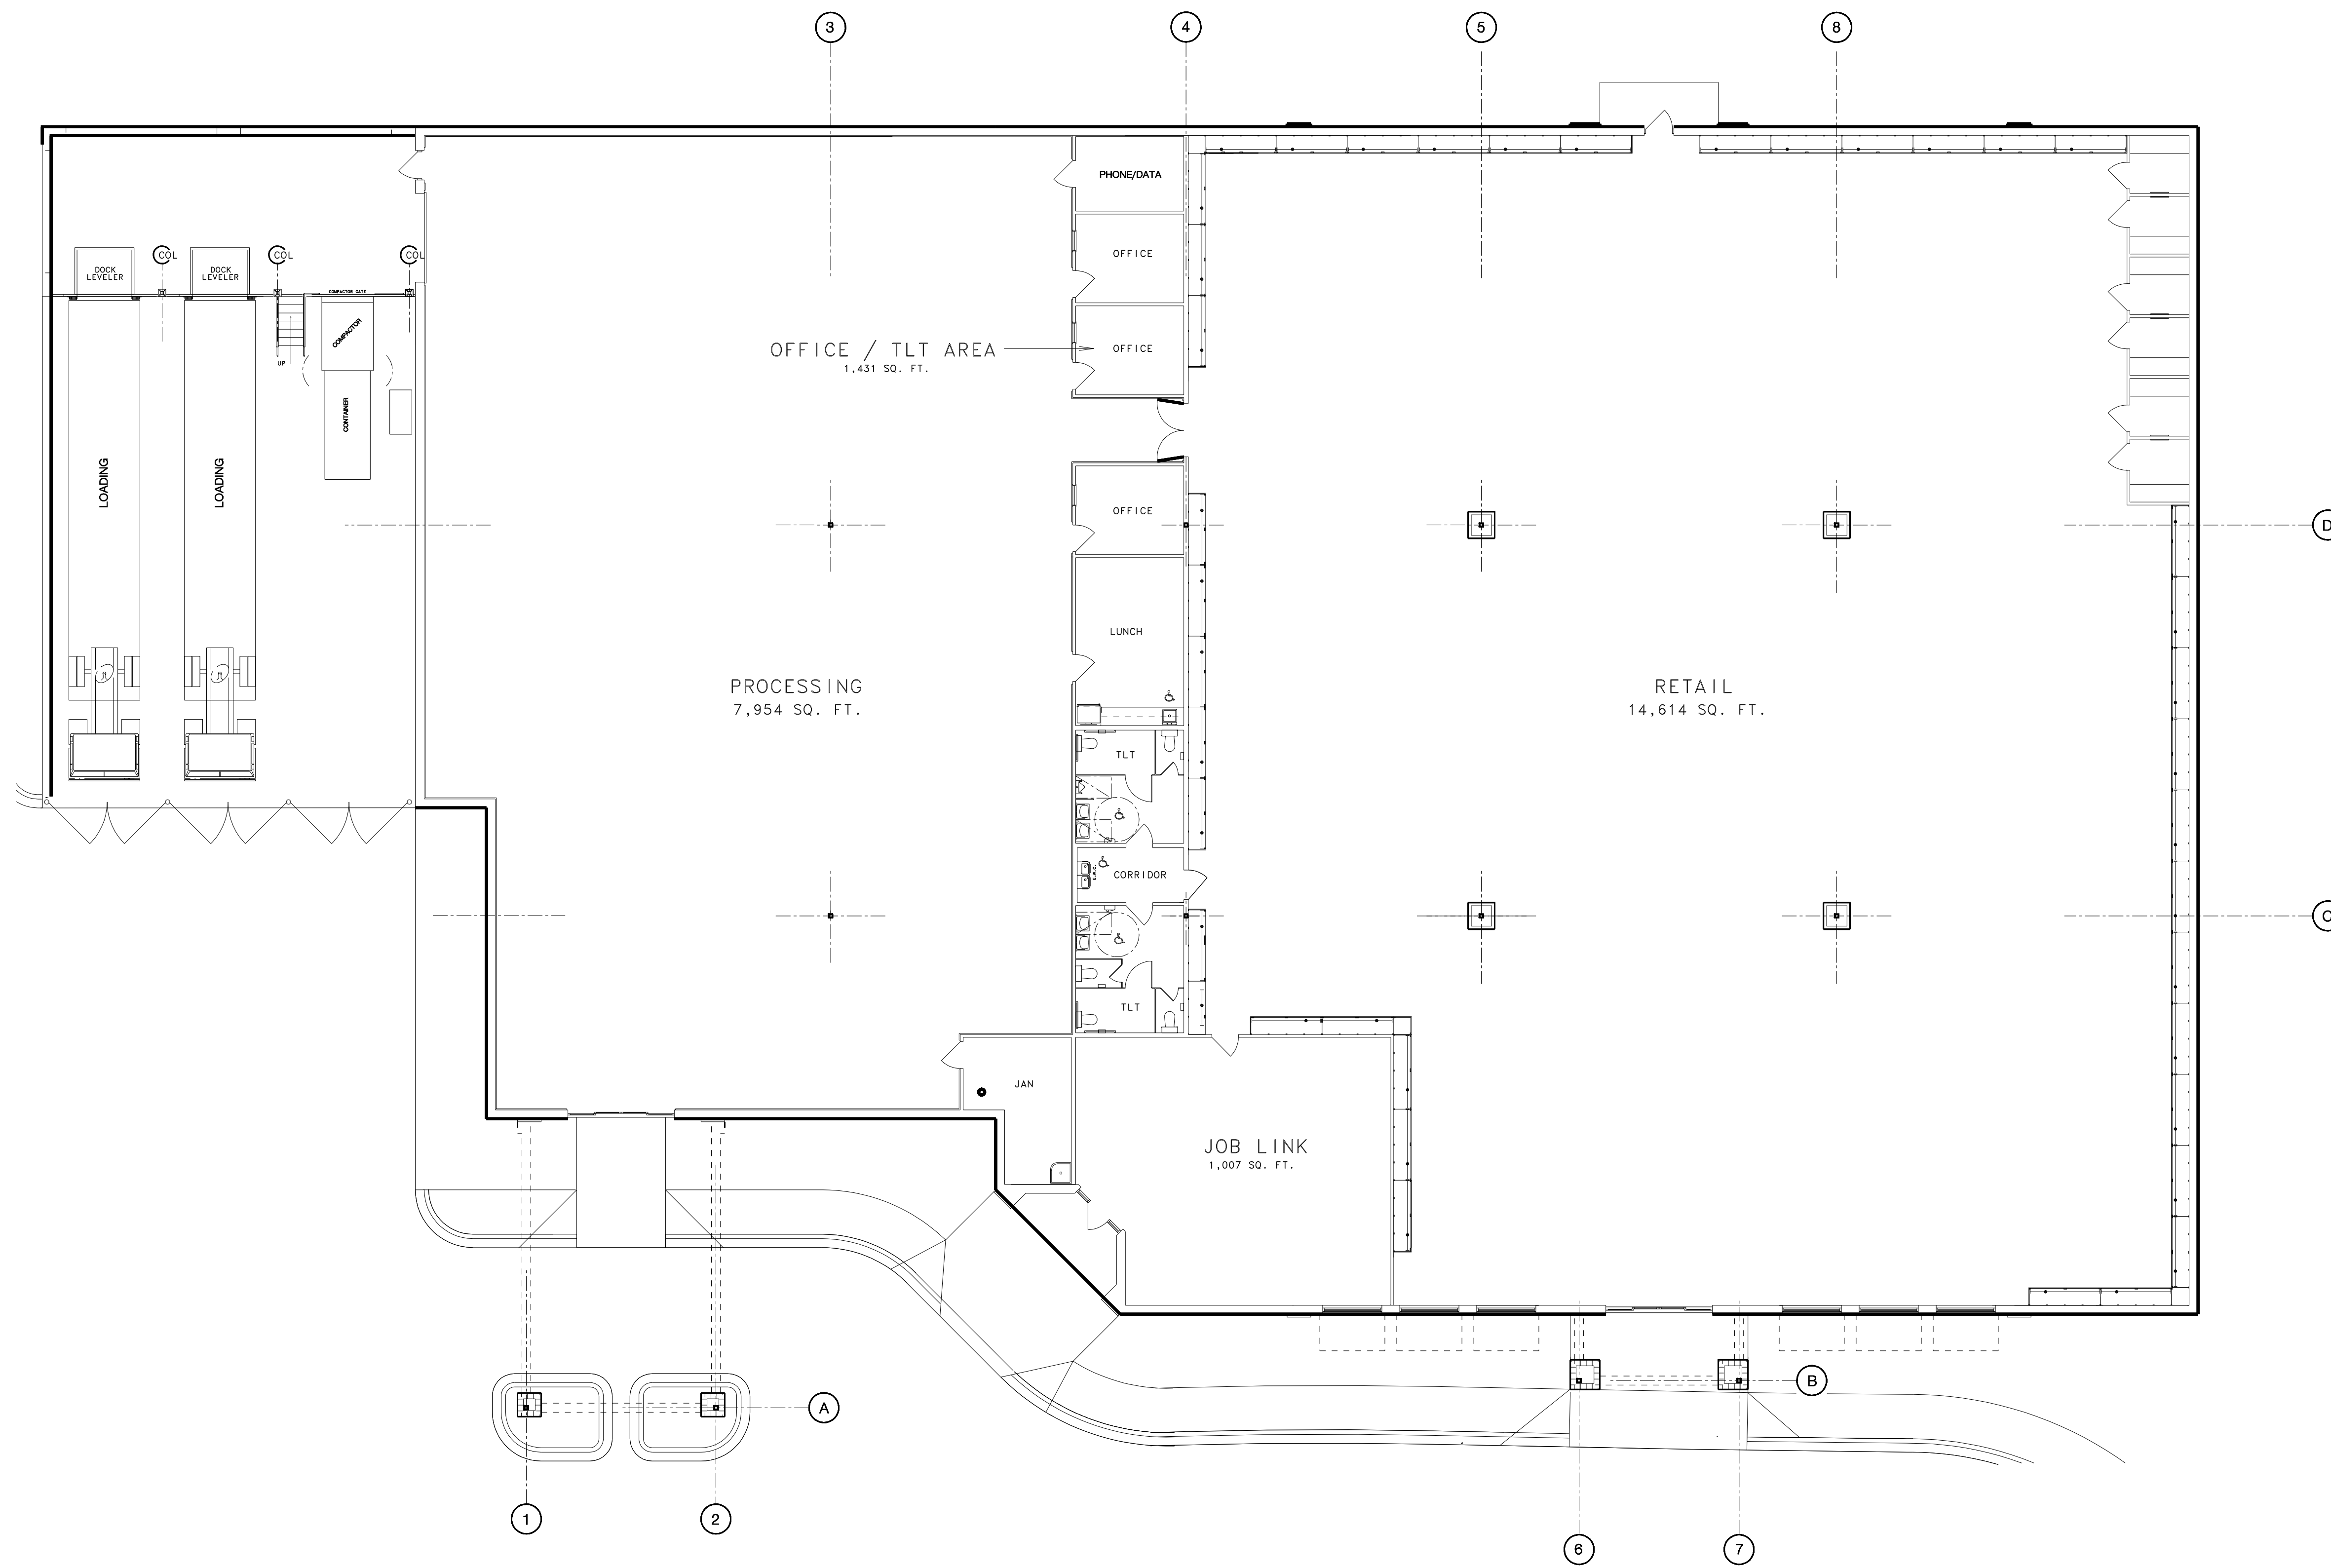 3
4
5
8
PHONE/DATA
COL
COL
COL
OFFICE
DOCK
LEVELER
DOCK
LEVELER
COMPACTOR GATE
COMPACTOR
OFFICE / TLT AREA
1,431 SQ. FT.
OFFICE
UP
CONTAINER
LOADING
LOADING
OFFICE
D
LUNCH
PROCESSING
7,954 SQ. FT.
RETAIL
14,614 SQ. FT.
TLT
CORRIDOR
E.W.C.
C
TLT
JAN
JOB LINK
1,007 SQ. FT.
B
A
1
2
6
7